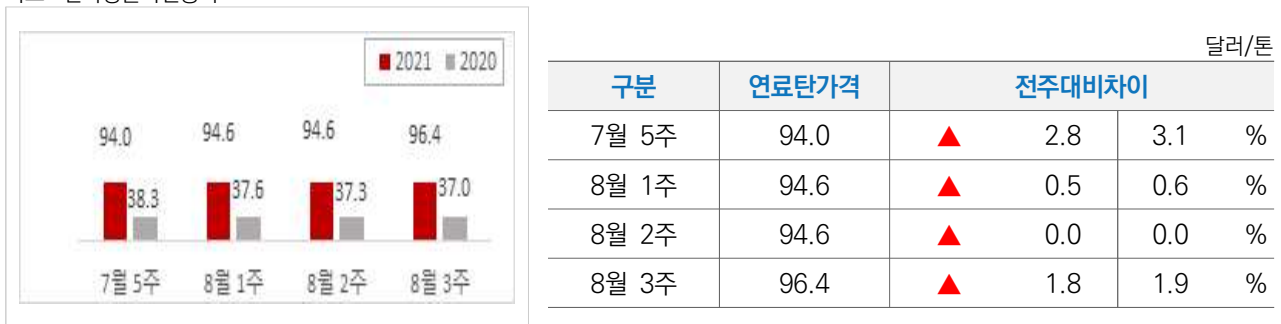 ■ 2021 ■ 2020
94.0 94.6 94.6 96.4
38.3 37.6 37.3 37.0
7월 5주 8월 1주 8월 2주 8월 3주
달러/톤
구분 연료탄가격 전주대비차이
7월 5주 94.0 ▲ 2.8 3.1 %
8월 1주 94.6 ▲ 0.5 0.6 %
8월 2주 94.6 ▲ 0.0 0.0 %
8월 3주 96.4 ▲ 1.8 1.9 %